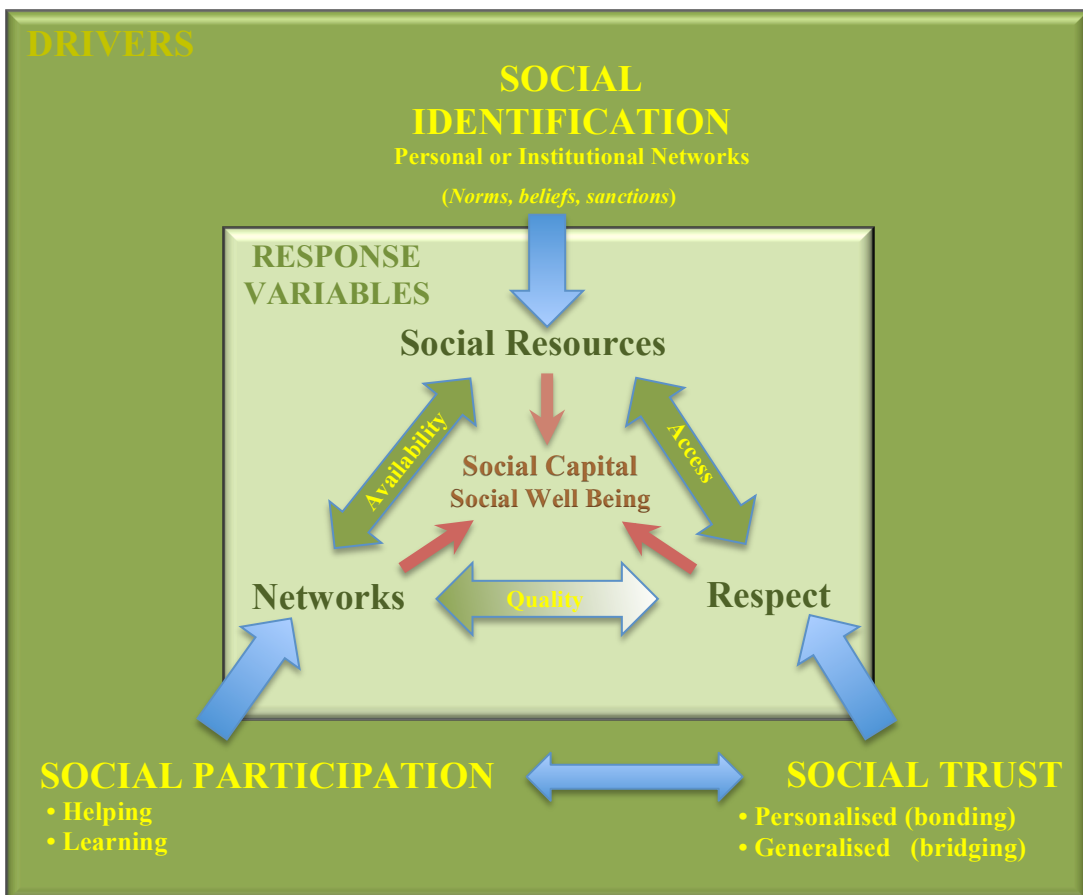 DRIVERS
SOCIAL
IDENTIFICATION
Personal or Institutional Networks
(Norms, beliefs, sanctions)
RESPONSE
VARIABLES
Social Resources
Availability
Access
Social Capital
Social Well Being
Networks
Quality
Respect
SOCIAL PARTICIPATION
• Helping
• Learning
SOCIAL TRUST
• Personalised (bonding)
• Generalised (bridging)